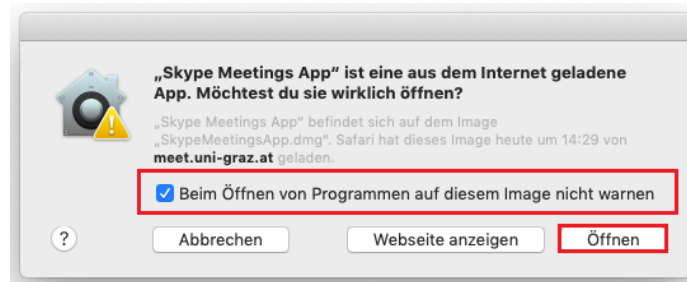 „Skype Meetings App“ ist eine aus dem Internet geladene
App. Möchtest du sie wirklich öffnen?
„Skype Meetings App“ befindet sich auf dem Image
„SkypeMeetingsApp.dmg“. Safari hat dieses Image heute um 14:29 von
meet.uni-graz.at geladen.
Beim Öffnen von Programmen auf diesem Image nicht warnen
? Abbrechen Webseite anzeigen Öffnen